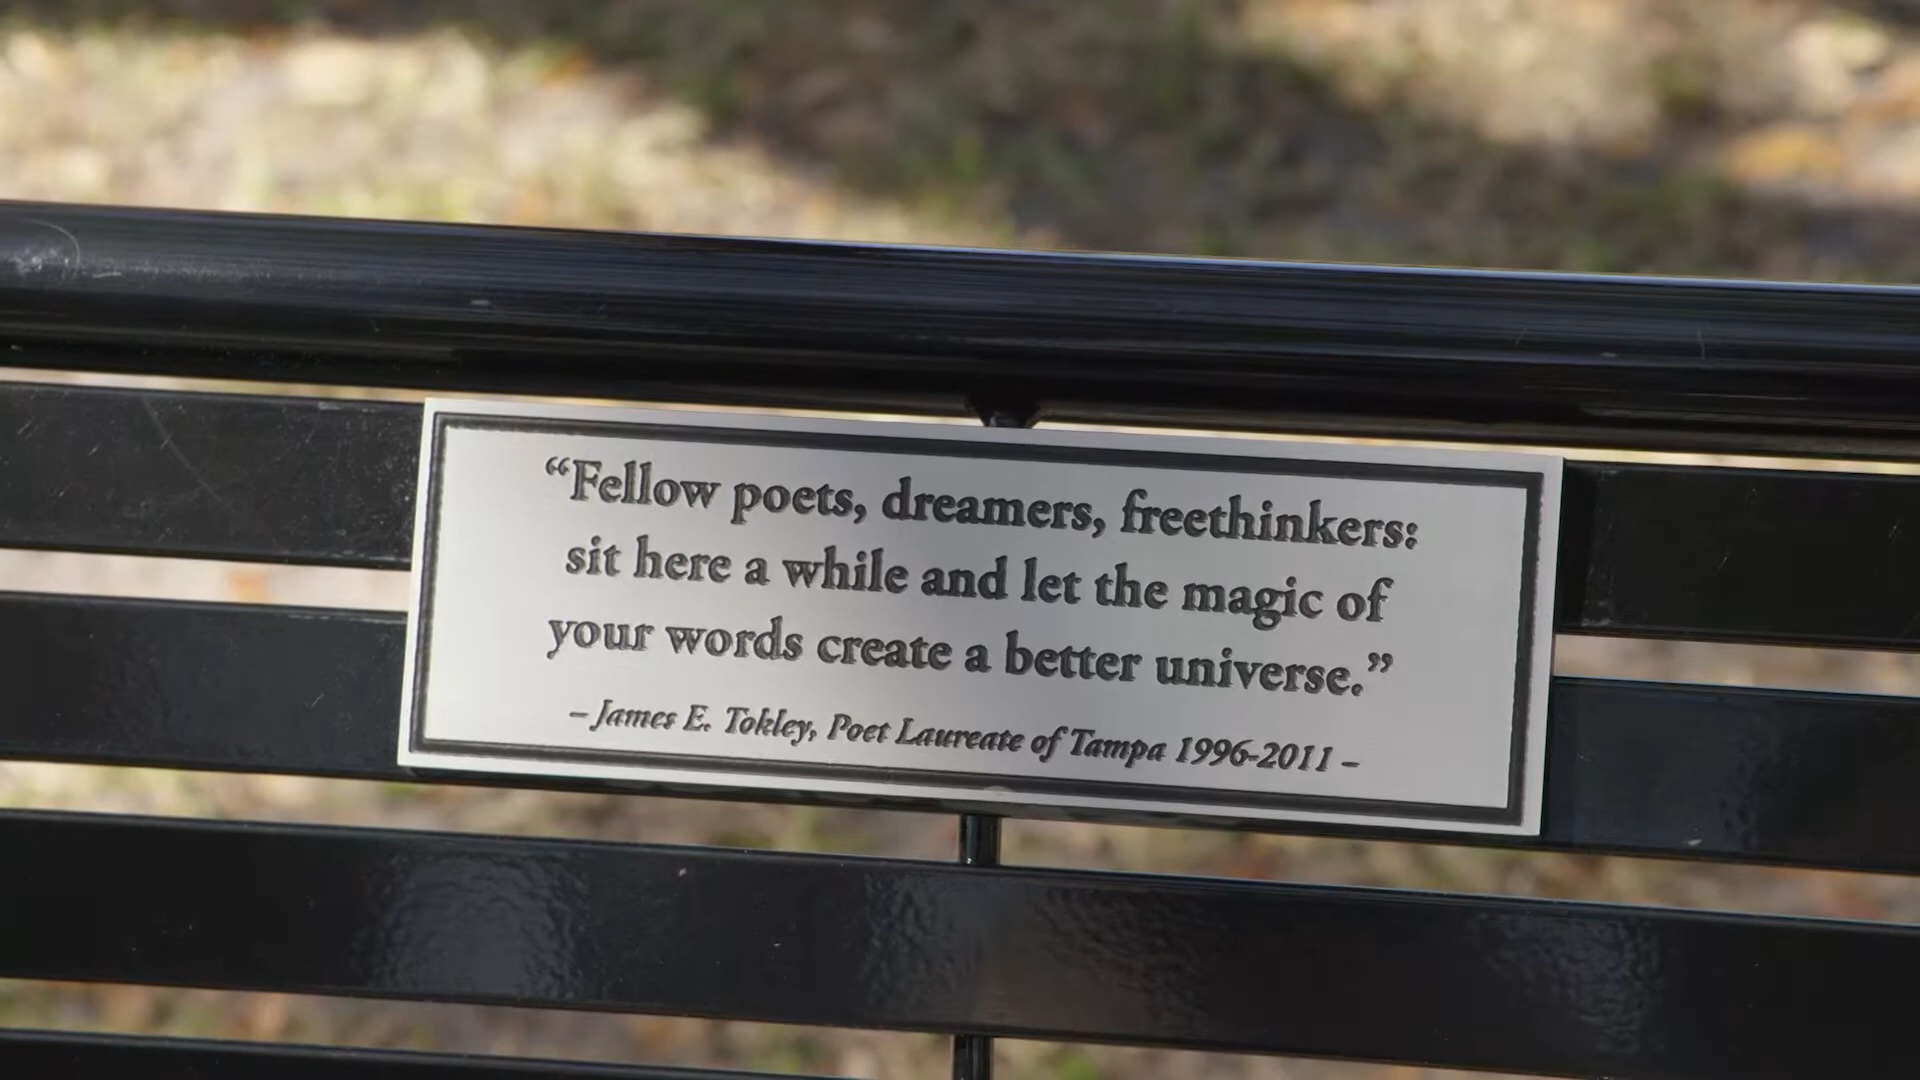 “Fellow poets, dreamers, freethinkers:
sit here a while and let the magic of
your words create a better universe.”
– James E. Tokley, Poet Laureate of Tampa 1996-2011 –